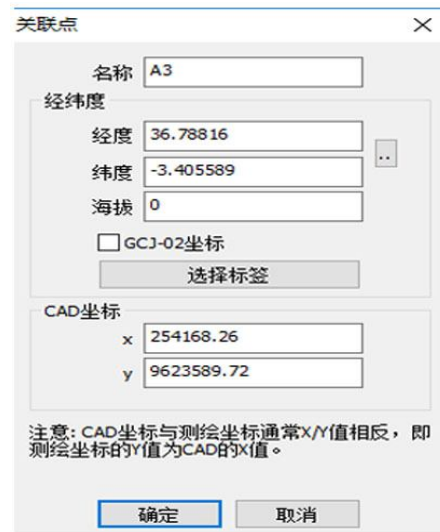 关联点
名称 A3
经纬度
经度 36.78816
..
纬度 -3.405589
海拔 0
GCJ-02坐标
选择标签
CAD坐标
x 254168.26
y 9623589.72
注意: CAD坐标与测绘坐标通常X/Y值相反，即
测绘坐标的Y值为CAD的X值。
确定 取消